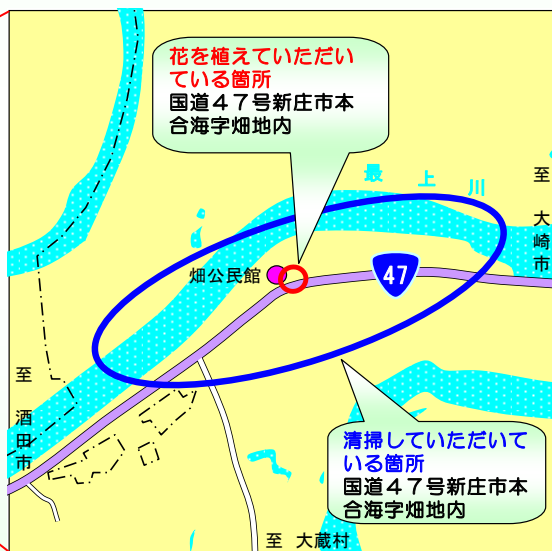 花を植えていただい
ている箇所
国道４７号新庄市本
合海字畑地内
最上川
至 大崎市
畑公民館
47
至 酒田市
清掃していただいて
いる箇所
国道４７号新庄市本
合海字畑地内
至 大蔵村